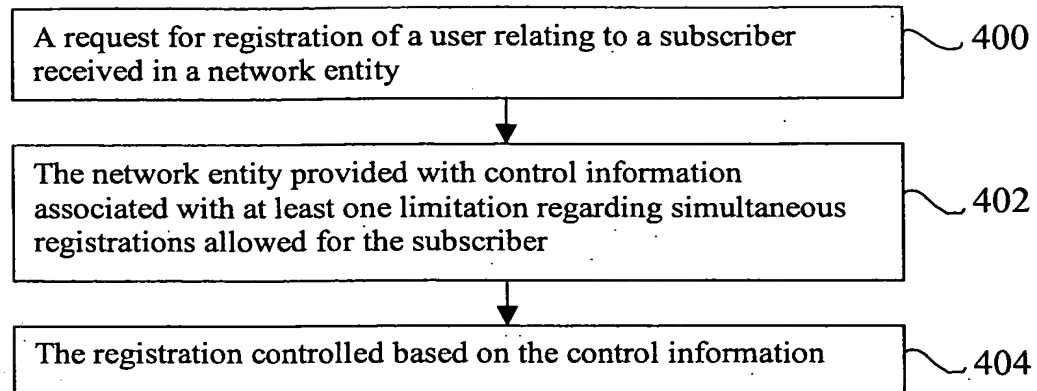 A request for registration of a user relating to a subscriber
received in a network entity
400
The network entity provided with control information
associated with at least one limitation regarding simultaneous
registrations allowed for the subscriber
402
The registration controlled based on the control information
404